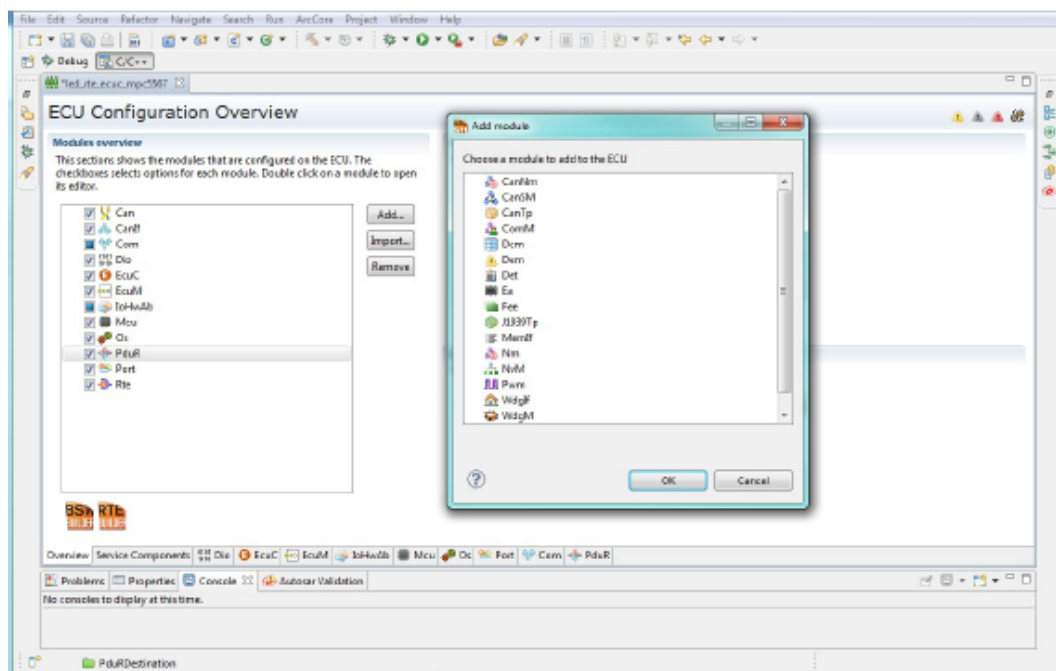 File Edit Source Refactor Navigate Search Run ArcCore Project Window Help
Debug C/C++
*led_rte_ecuc_mpc5567
ECU Configuration Overview
Modules overview
This sections shows the modules that are configured on the ECU. The
checkboxes selects options for each module. Double click on a module to open
its editor.
Can
CanIf
Com
Dio
EcuC
EcuM
IoHwAb
Mcu
Os
PduR
Port
Rte
Add...
Import...
Remove
Add module
Choose a module to add to the ECU
CanNm
CanSM
CanTp
ComM
Dcm
Dem
Det
Ea
Fee
J1939Tp
MemIf
Nm
NvM
Pwm
WdgIf
WdgM
OK Cancel
BSW BUILDER RTE BUILDER
Overview Service Components Dio EcuC EcuM IoHwAb Mcu Os Port Com PduR
Problems Properties Console Autosar Validation
No consoles to display at this time.
PduRDestination